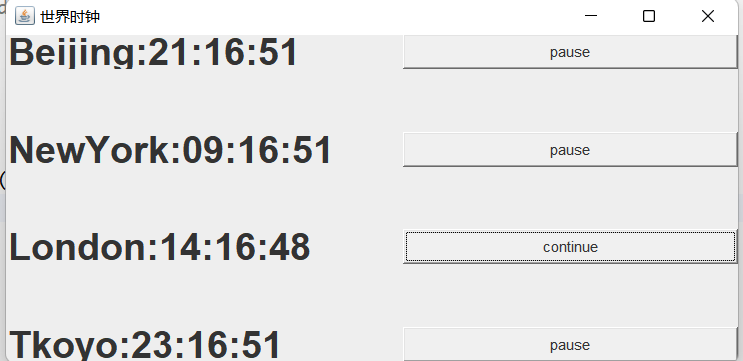 世界时钟
Beijing:21:16:51 pause
NewYork:09:16:51 pause
London:14:16:48 continue
Tkoyo:23:16:51 pause